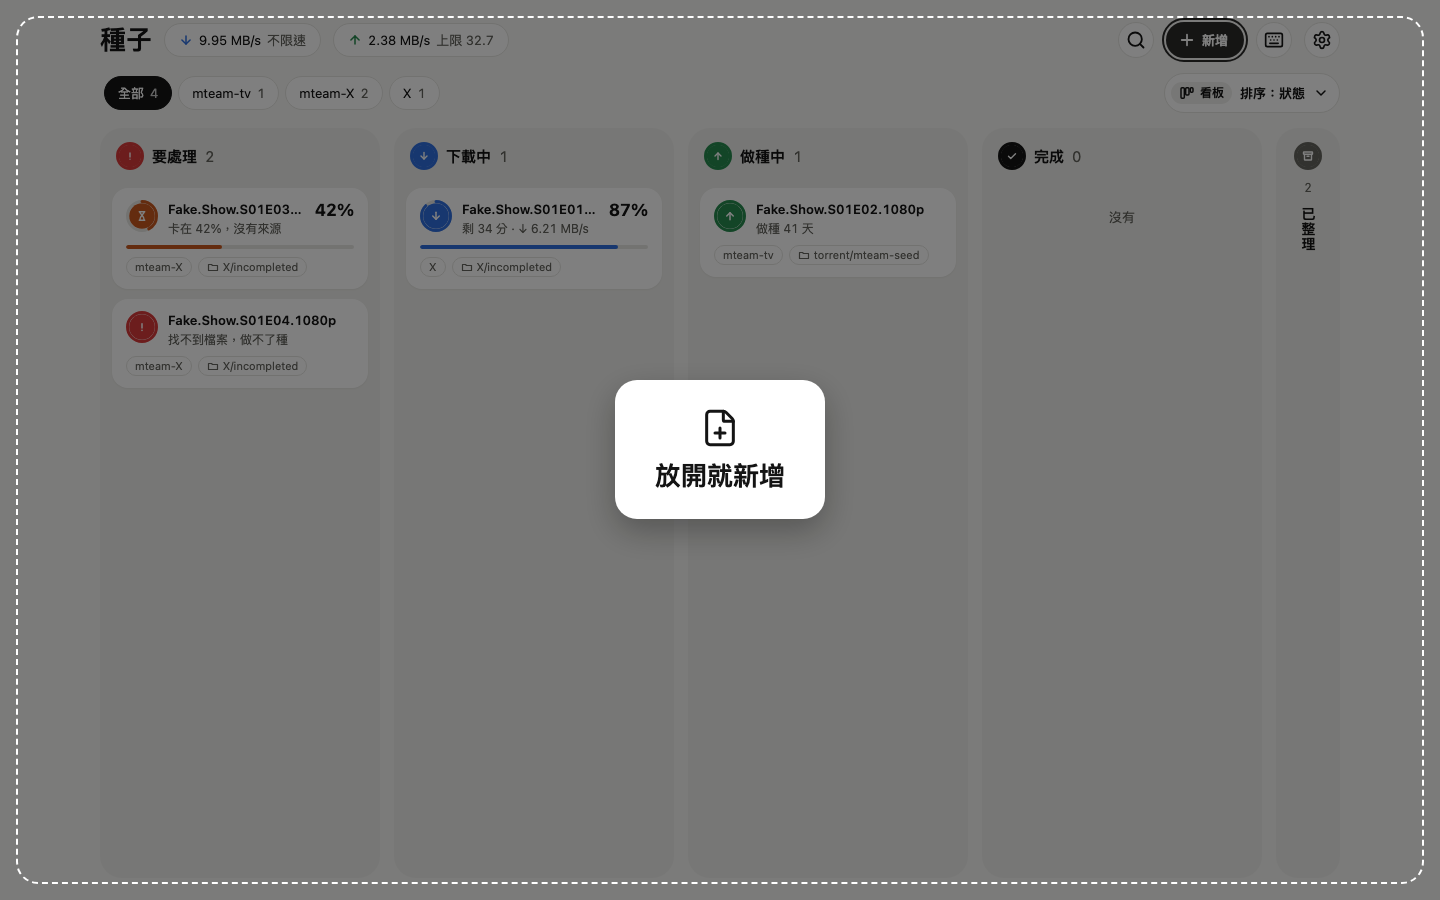 種子 9.95 MB/s 不限速 2.38 MB/s 上限 32.7 新增
全部 4 mteam-tv 1 mteam-X 2 X 1 看板 排序：狀態
要處理 2
Fake.Show.S01E03... 42%
卡在 42%，沒有來源
mteam-X X/incompleted
Fake.Show.S01E04.1080p
找不到檔案，做不了種
mteam-X X/incompleted
下載中 1
Fake.Show.S01E01... 87%
剩 34 分 · ↓ 6.21 MB/s
X X/incompleted
做種中 1
Fake.Show.S01E02.1080p
做種 41 天
mteam-tv torrent/mteam-seed
完成 0
沒有
2
已整理
放開就新增